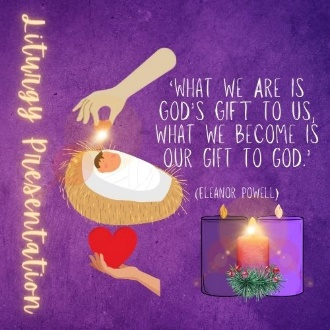 Liturgy Presentation
'WHAT WE ARE IS
GOD'S GIFT TO US,
WHAT WE BECOME IS
OUR GIFT TO GOD.'
(ELEANOR POWELL)